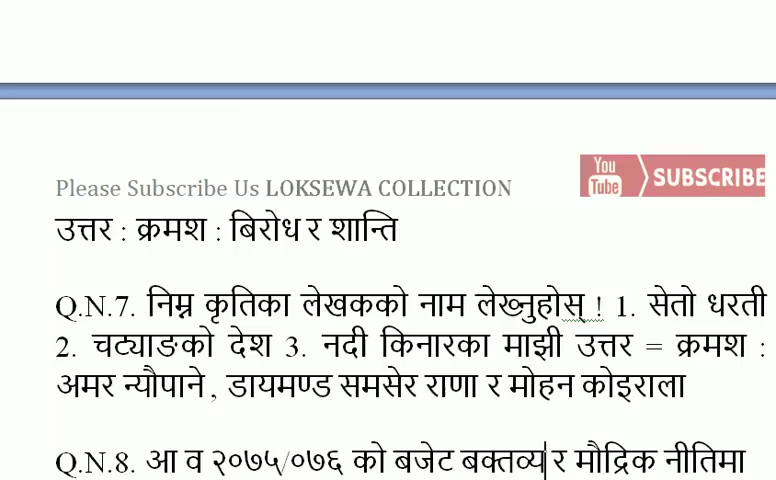 You
Tube
SUBSCRIBE
Please Subscribe Us LOKSEWA COLLECTION
उत्तर : क्रमश : बिरोध र शान्ति
Q.N.7. निम्न कृतिका लेखकको नाम लेख्नुहोस् ! 1. सेतो धरती
2. चट्याङको देश 3. नदी किनारका माझी उत्तर = क्रमश :
अमर न्यौपाने , डायमण्ड समसेर राणा र मोहन कोइराला
Q.N.8. आ व २०७५/०७६ को बजेट बक्तव्य र मौद्रिक नीतिमा